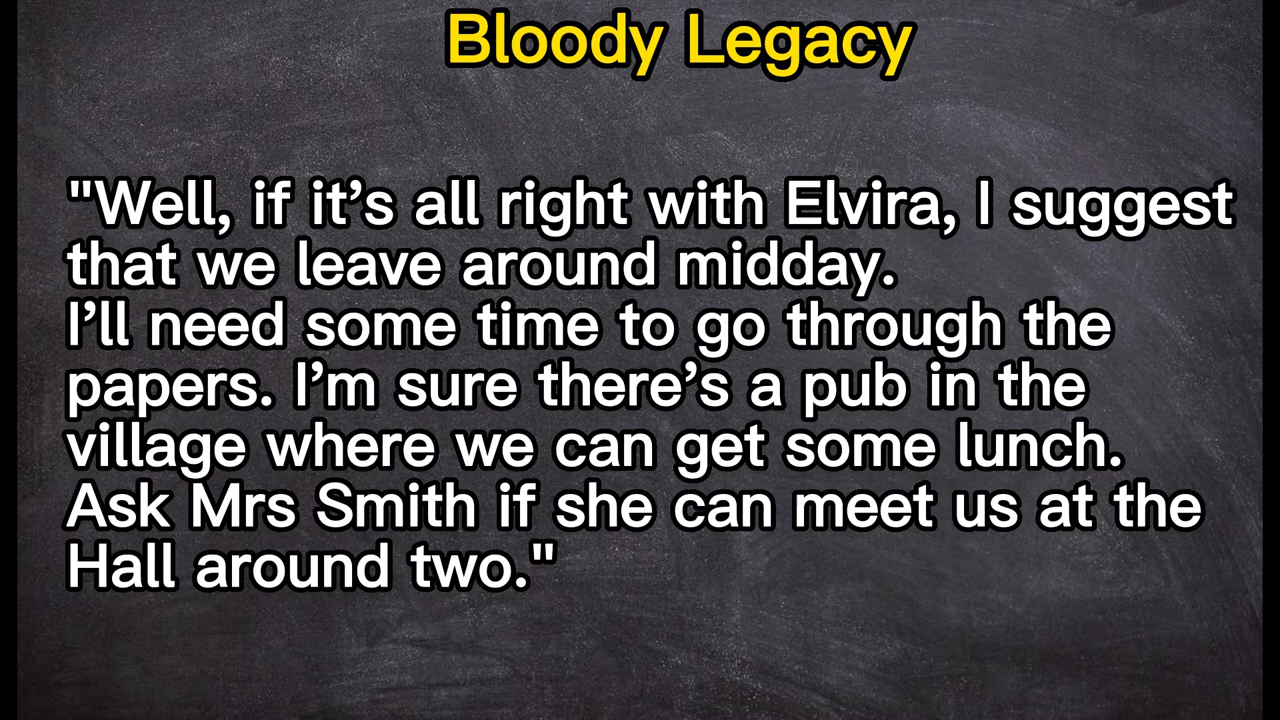 Bloody Legacy
"Well, if it’s all right with Elvira, I suggest
that we leave around midday.
I’ll need some time to go through the
papers. I’m sure there’s a pub in the
village where we can get some lunch.
Ask Mrs Smith if she can meet us at the
Hall around two."